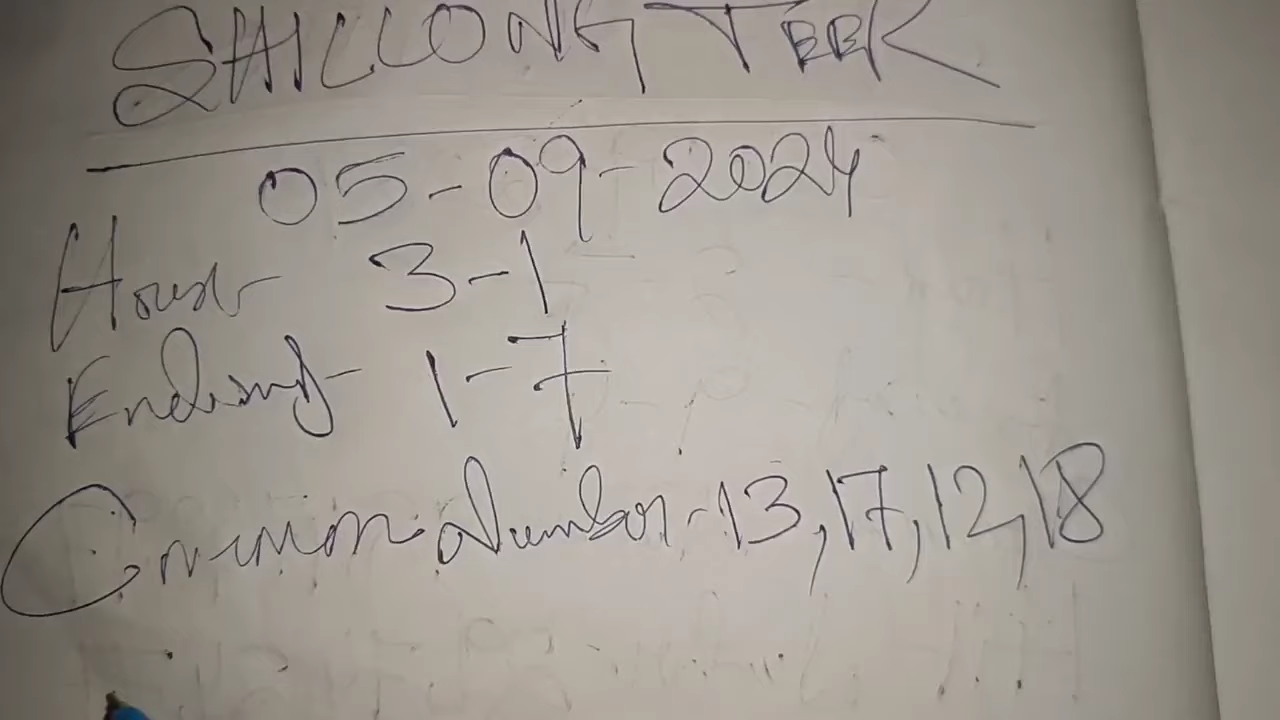 SHILLONG TEER
05-09-2024
House- 3-1
Ending- 1-7
Common Number-13,17,12,18